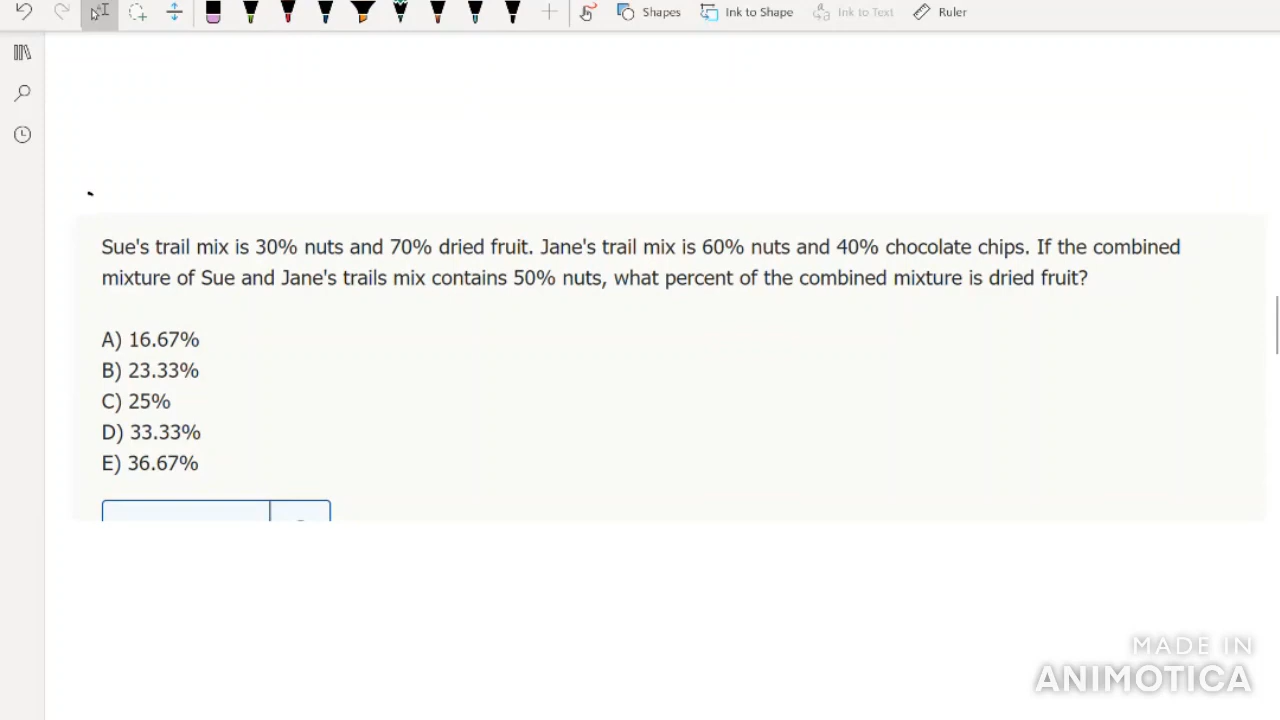 Shapes
Ink to Shape
Ink to Text
Ruler
Sue's trail mix is 30% nuts and 70% dried fruit. Jane's trail mix is 60% nuts and 40% chocolate chips. If the combined
mixture of Sue and Jane's trails mix contains 50% nuts, what percent of the combined mixture is dried fruit?
A) 16.67%
B) 23.33%
C) 25%
D) 33.33%
E) 36.67%
MADE IN
ANIMOTICA